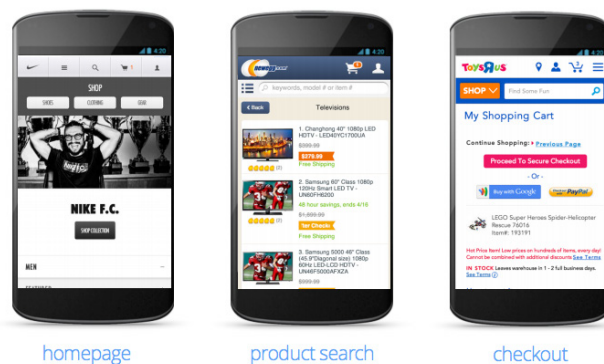 4:20
1
SHOP
SHOES
CLOTHING
GEAR
NIKE F.C.
SHOP COLLECTION
MEN
homepage
4:20
keywords, model # or item #
Back
Televisions
1. Changhong 40" 1080p LED
HDTV - LED40YC1700UA
$399.99
$279.99
Free Shipping
2. Samsung 60" Class 1080p
120Hz Smart LED TV -
UN60FH6200
48 hour savings, ends 4/16
Free Shipping
3. Samsung 5000 46" Class
(45.9"Diagonal size) 1080p
60Hz LED-LCD HDTV -
UN46F5000AFXZA
product search
4:20
ToysRus
3
SHOP
Find Some Fun
My Shopping Cart
Continue Shopping: Previous Page
Proceed To Secure Checkout
- Or -
Buy with Google
PayPal
LEGO Super Heroes Spider-Helicopter
Rescue 76016
Item#: 193191
Hot Price Item! Low prices on hundreds of items, every day!
Cannot be combined with additional discounts See Terms
IN STOCK Leaves warehouse in 1 - 2 full business days.
See Terms
checkout